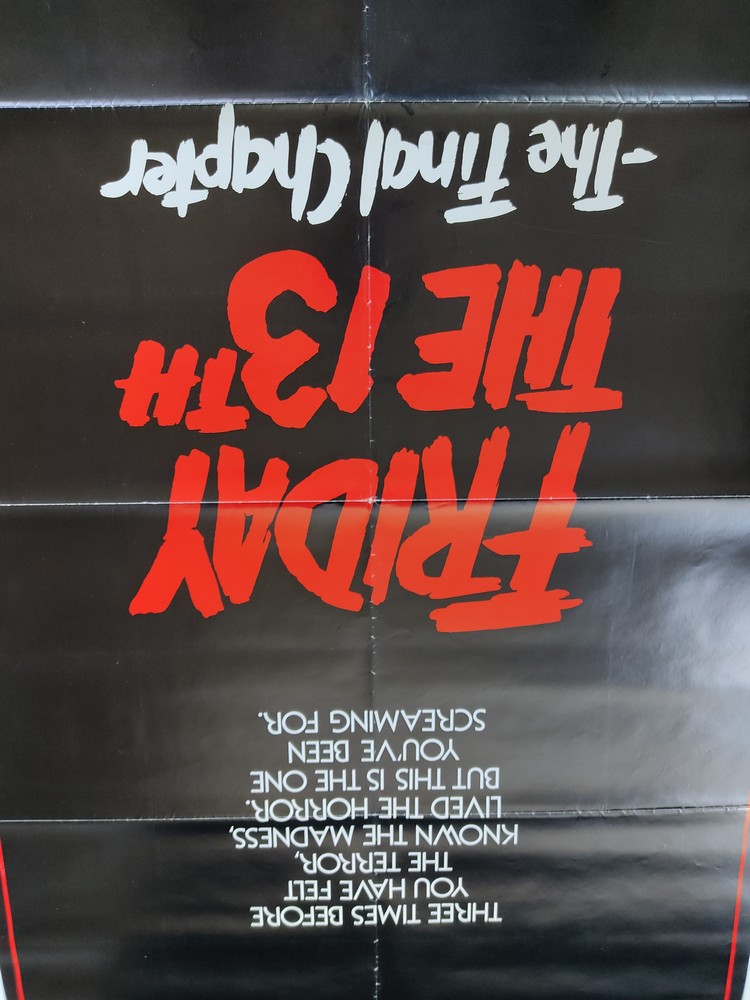 THREE TIMES BEFORE
YOU HAVE FELT
THE TERROR,
KNOWN THE MADNESS,
LIVED THE HORROR.
BUT THIS IS THE ONE
YOU'VE BEEN
SCREAMING FOR.
FRIDAY
THE 13TH
-The Final Chapter